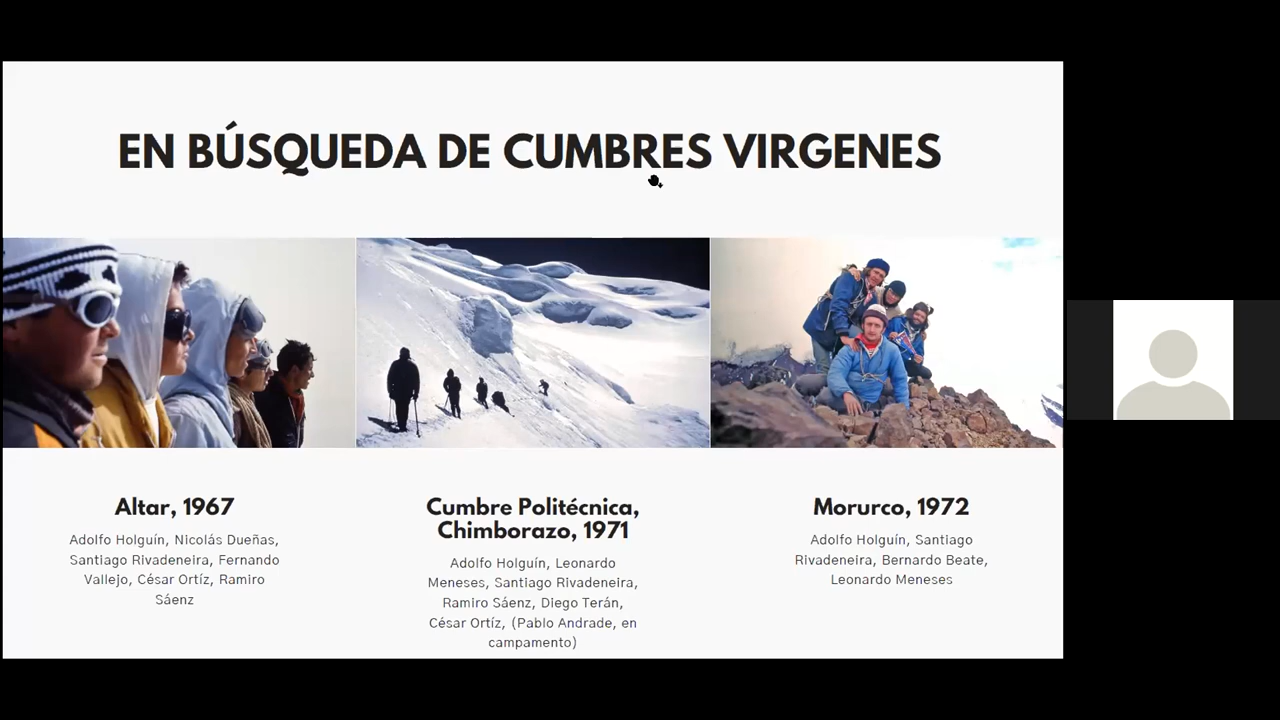 EN BÚSQUEDA DE CUMBRES VIRGENES
Altar, 1967
Adolfo Holguín, Nicolás Dueñas,
Santiago Rivadeneira, Fernando
Vallejo, César Ortíz, Ramiro
Sáenz
Cumbre Politécnica,
Chimborazo, 1971
Adolfo Holguín, Leonardo
Meneses, Santiago Rivadeneira,
Ramiro Sáenz, Diego Terán,
César Ortíz, (Pablo Andrade, en
campamento)
Morurco, 1972
Adolfo Holguín, Santiago
Rivadeneira, Bernardo Beate,
Leonardo Meneses